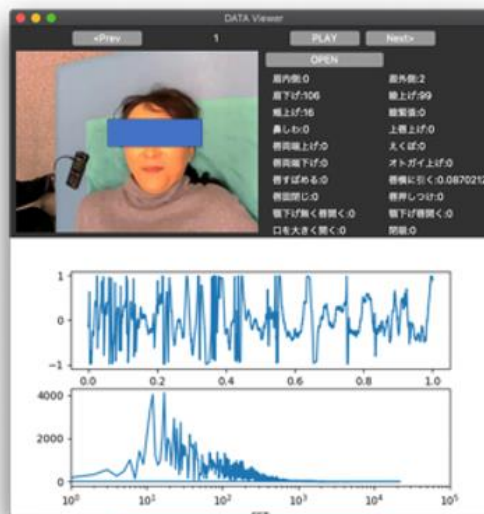 DATA Viewer
<Prev
1
PLAY
Next>
OPEN
眉内側:0
眉外側:2
眉下げ:106
瞼上げ:99
頬上げ:16
瞼緊張:0
鼻しわ:0
上唇上げ:0
唇両端上げ:0
えくぼ:0
唇両端下げ:0
オトガイ上げ:0
唇すぼめる:0
唇横に引く:0.0870212
唇固閉じ:0
唇押しつけ:0
顎下げ無く唇開く:0
顎下げ唇開く:0
口を大きく開く:0
閉眼:0
1
0
-1
0.0
0.2
0.4
0.6
0.8
1.0
4000
2000
0
10⁰
10¹
10²
10³
10⁴
10⁵